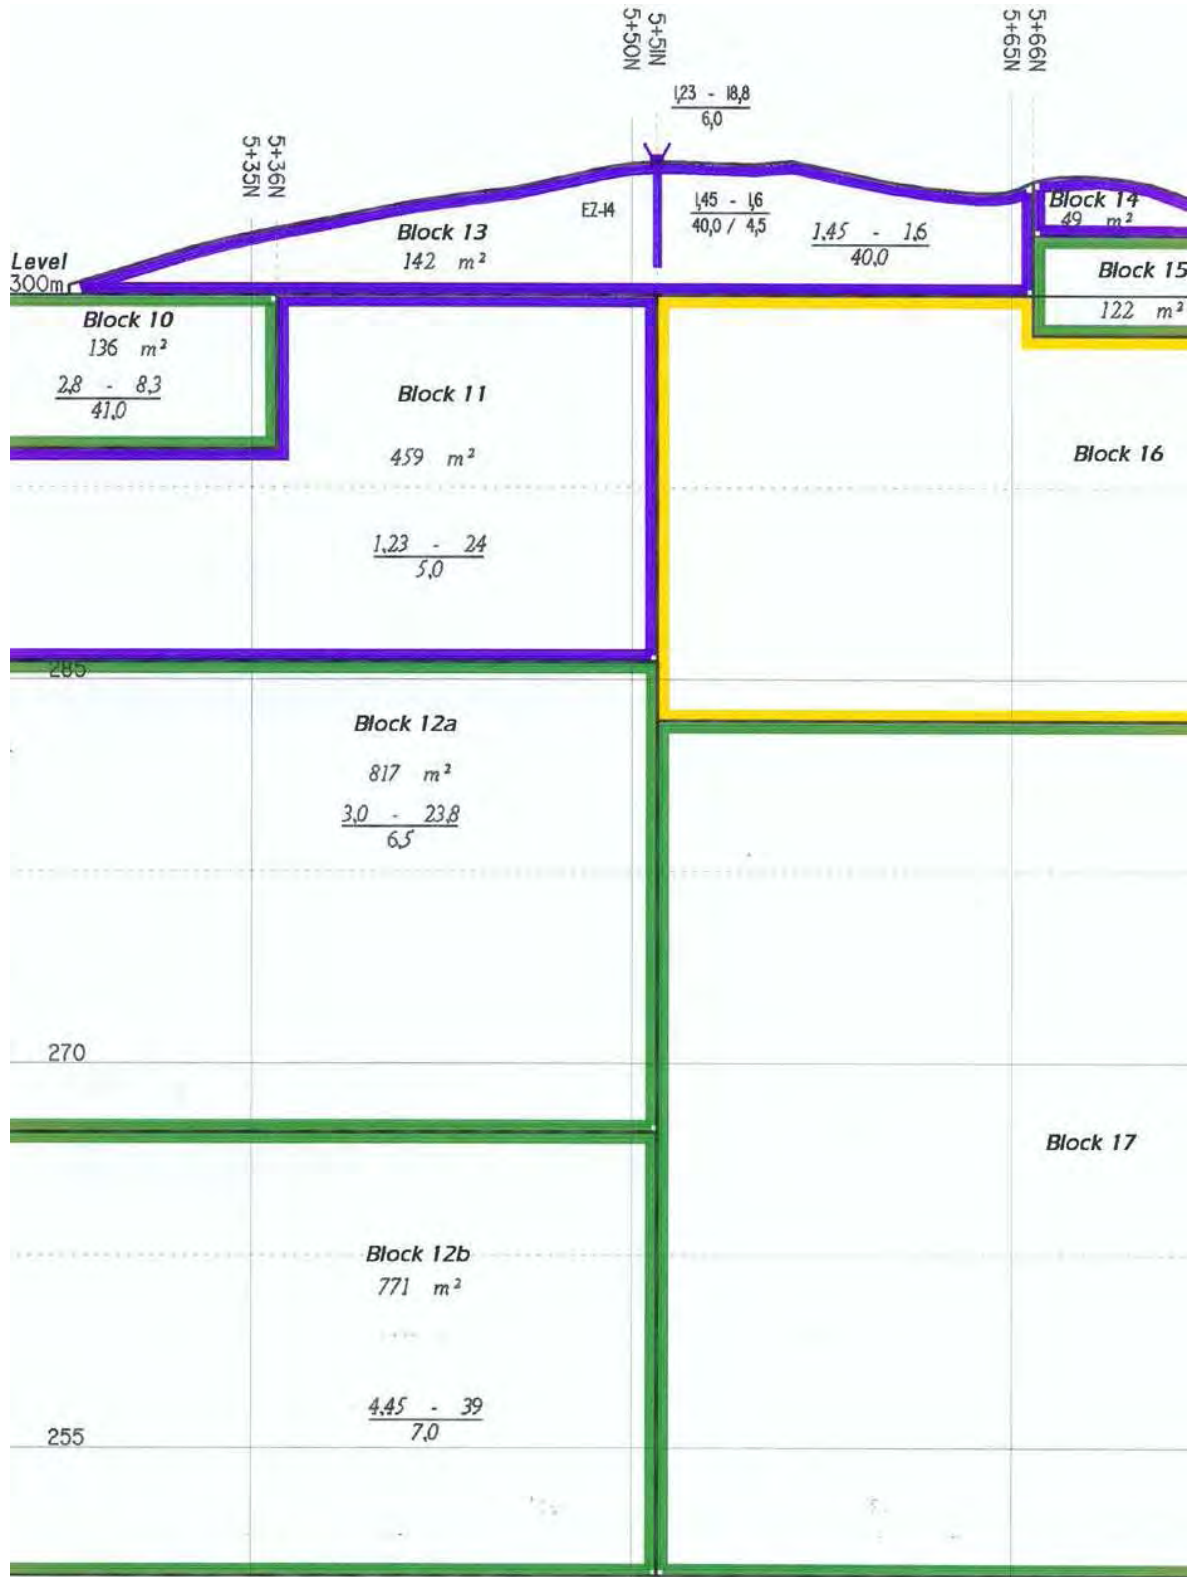 5+50N
5+51N
5+65N
5+66N
1,23 - 18,8
6,0
5+35N
5+36N
EZ-14
1,45 - 1,6
40,0 / 4,5
1,45 - 1,6
40,0
Block 14
49 m²
Block 13
142 m²
Level
300m
Block 15
122 m²
Block 10
136 m²
2,8 - 8,3
41,0
Block 11
459 m²
1,23 - 24
5,0
Block 16
285
Block 12a
817 m²
3,0 - 23,8
6,5
270
Block 17
Block 12b
771 m²
4,45 - 39
7,0
255